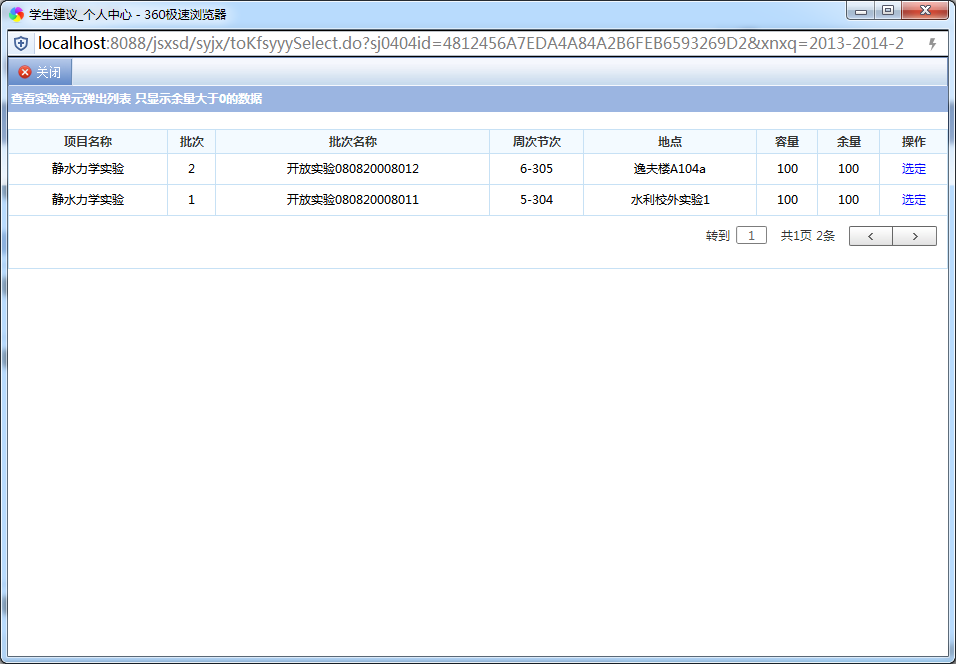 学生建议_个人中心 - 360极速浏览器
localhost:8088/jsxsd/syjx/toKfsyyySelect.do?sj0404id=4812456A7EDA4A84A2B6FEB6593269D2&xnxq=2013-2014-2
关闭
查看实验单元弹出列表 只显示余量大于0的数据
项目名称 批次 批次名称 周次节次 地点 容量 余量 操作
静水力学实验 2 开放实验080820008012 6-305 逸夫楼A104a 100 100 选定
静水力学实验 1 开放实验080820008011 5-304 水利校外实验1 100 100 选定
转到 1 共1页 2条 < >